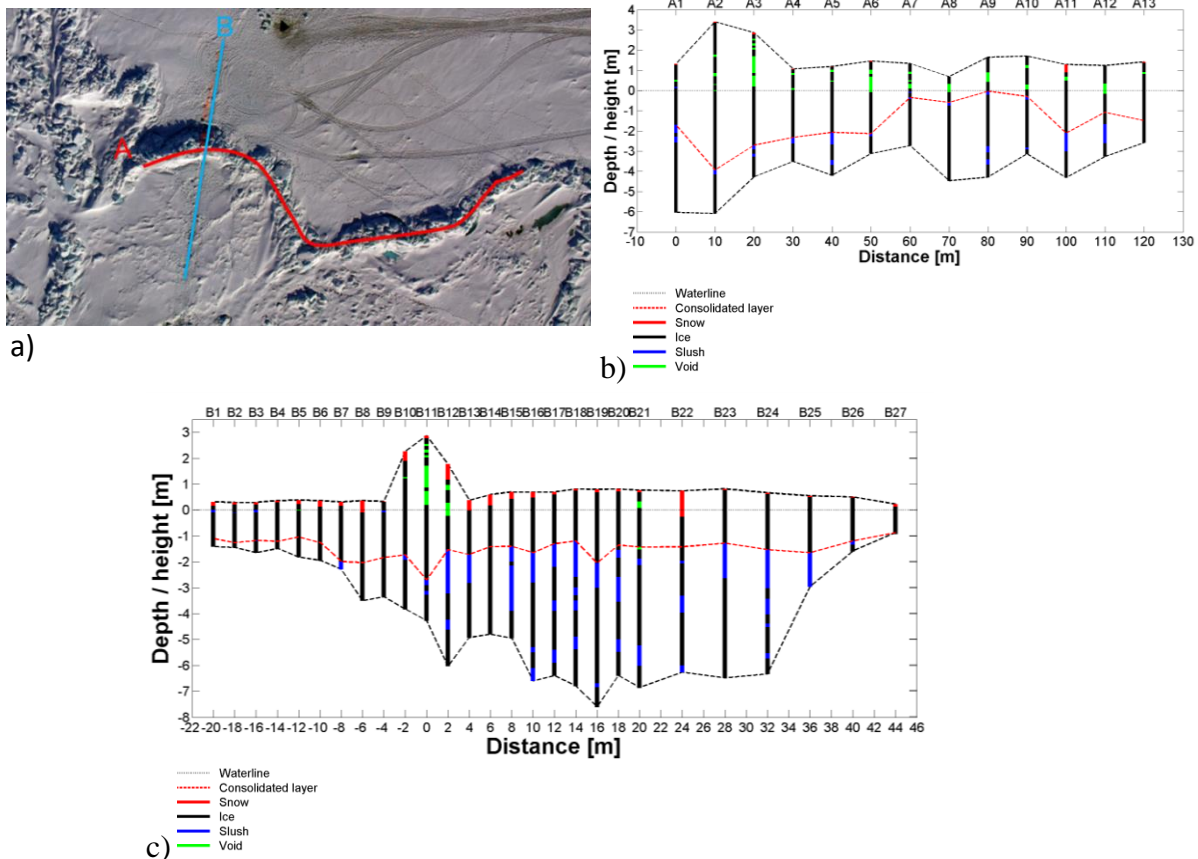 B
A
a)
A1 A2 A3 A4 A5 A6 A7 A8 A9 A10 A11 A12 A13
4
3
2
1
0
-1
-2
-3
-4
-5
-6
-7
Depth / height [m]
-10 0 10 20 30 40 50 60 70 80 90 100 110 120 130
Distance [m]
Waterline
Consolidated layer
Snow
Ice
Slush
Void
b)
B1 B2 B3 B4 B5 B6 B7 B8 B9 B10 B11 B12 B13 B14 B15 B16 B17 B18 B19 B20 B21 B22 B23 B24 B25 B26 B27
3
2
1
0
-1
-2
-3
-4
-5
-6
-7
-8
Depth / height [m]
-22 -20 -18 -16 -14 -12 -10 -8 -6 -4 -2 0 2 4 6 8 10 12 14 16 18 20 22 24 26 28 30 32 34 36 38 40 42 44 46
Distance [m]
Waterline
Consolidated layer
Snow
Ice
Slush
Void
c)